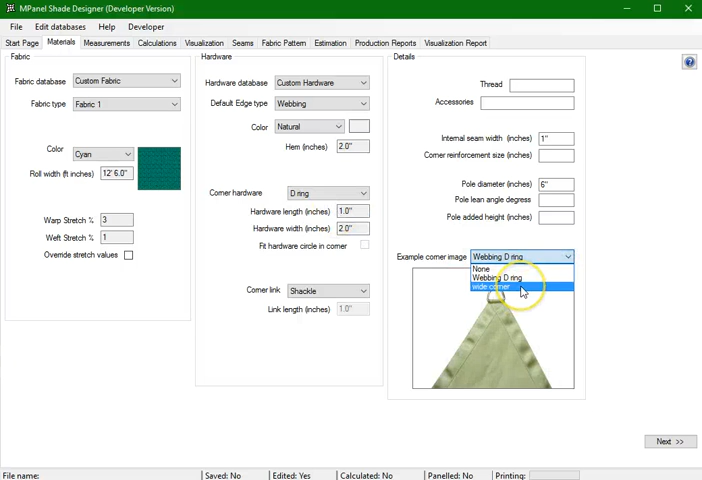 MPanel Shade Designer (Developer Version)
File Edit databases Help Developer
Start Page Materials Measurements Calculations Visualization Seams Fabric Pattern Estimation Production Reports Visualization Report
Fabric
Fabric database Custom Fabric
Fabric type Fabric 1
Color Cyan
Roll width (ft inches) 12' 6.0"
Warp Stretch % 3
Weft Stretch % 1
Override stretch values
Hardware
Hardware database Custom Hardware
Default Edge type Webbing
Color Natural
Hem (inches) 2.0"
Corner hardware D ring
Hardware length (inches) 1.0"
Hardware width (inches) 2.0"
Fit hardware circle in corner
Corner link Shackle
Link length (inches) 1.0"
Details
Thread
Accessories
Internal seam width (inches) 1"
Corner reinforcement size (inches)
Pole diameter (inches) 6"
Pole lean angle degress
Pole added height (inches)
Example corner image Webbing D ring
None
Webbing D ring
wide corner
?
Next >>
File name: Saved: No Edited: Yes Calculated: No Panelled: No Printing: